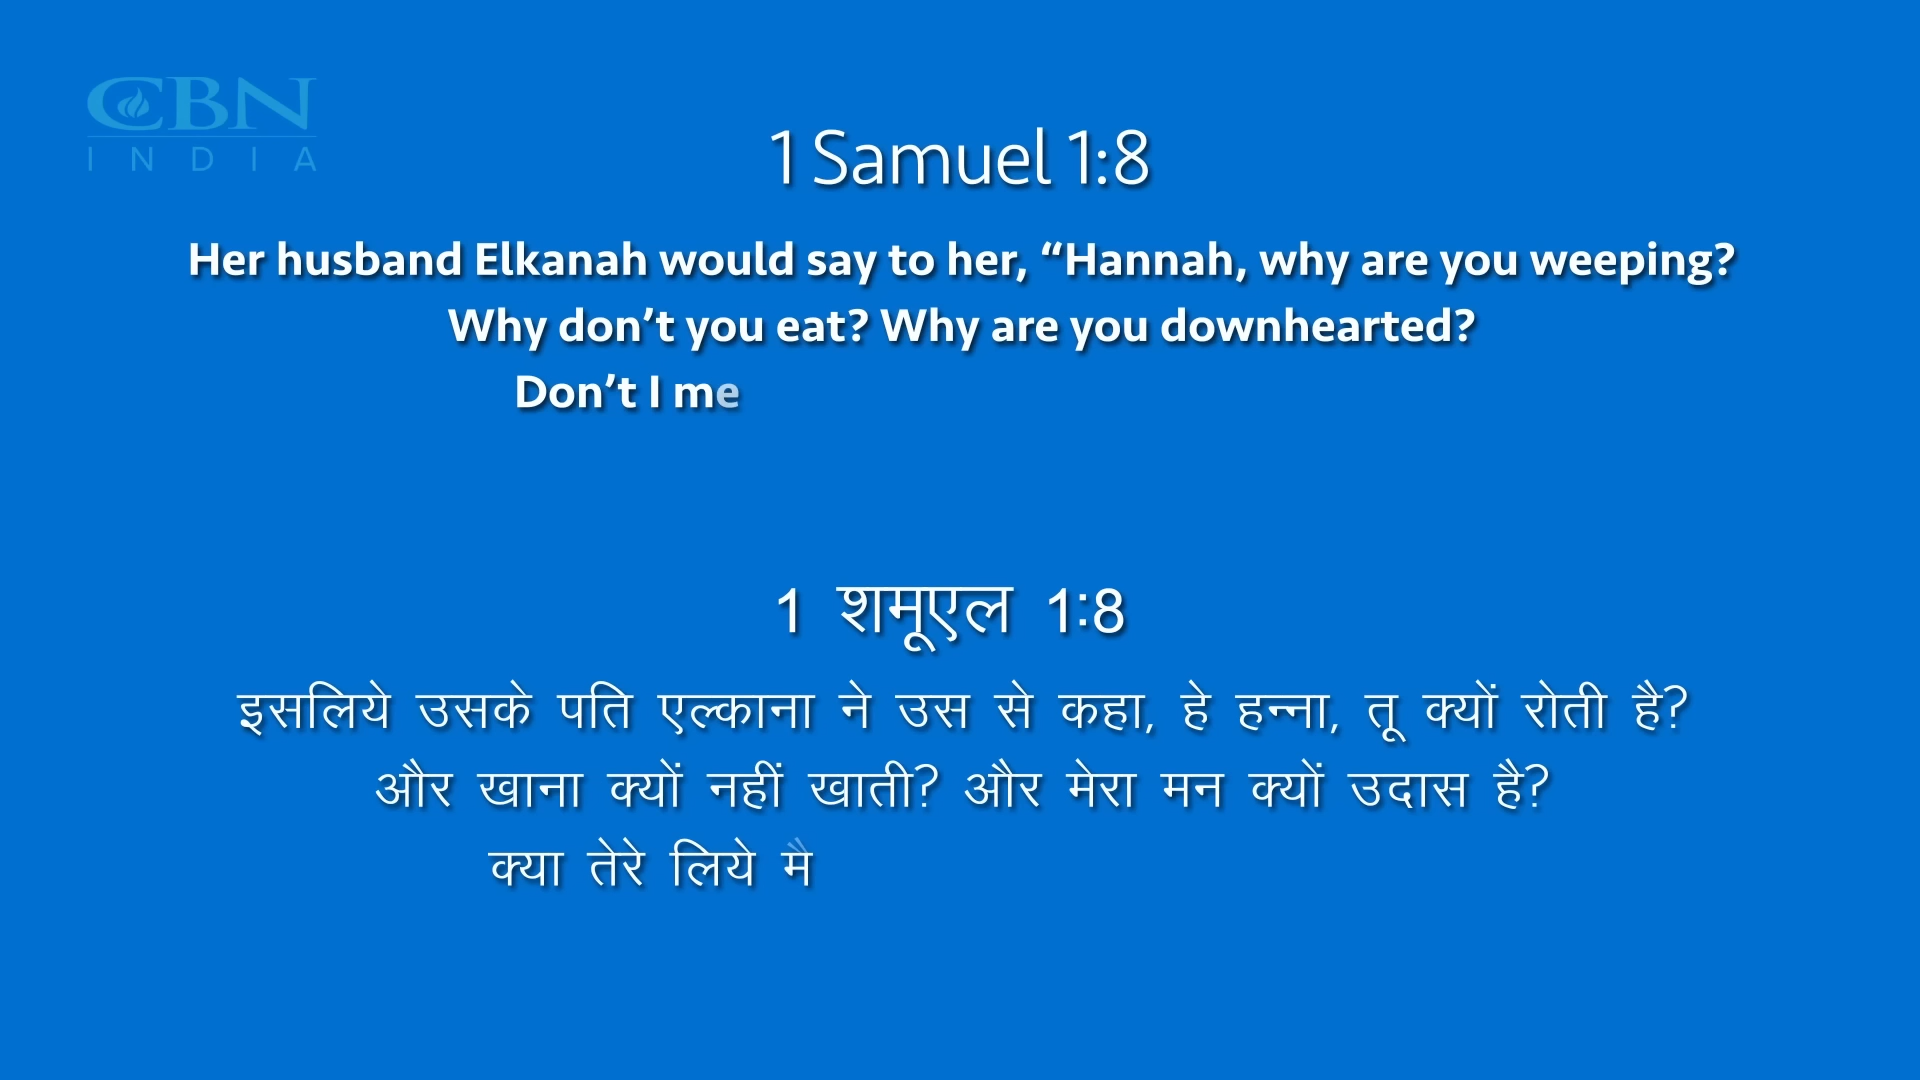 CBN
INDIA
1 Samuel 1:8
Her husband Elkanah would say to her, “Hannah, why are you weeping?
Why don’t you eat? Why are you downhearted?
Don’t I me
1 शमूएल 1:8
इसलिये उसके पति एल्काना ने उस से कहा, हे हन्ना, तू क्यों रोती है?
और खाना क्यों नहीं खाती? और मेरा मन क्यों उदास है?
क्या तेरे लिये मै